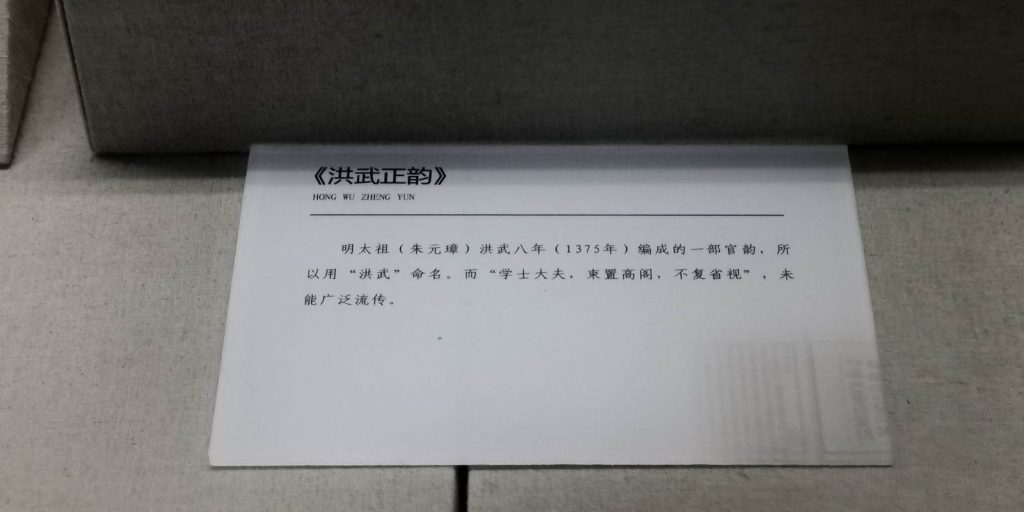 《洪武正韵》
HONG WU ZHENG YUN
明太祖（朱元璋）洪武八年（1375年）编成的一部官韵，所
以用“洪武”命名。而“学士大夫，束置高阁，不复省视”，未
能广泛流传。